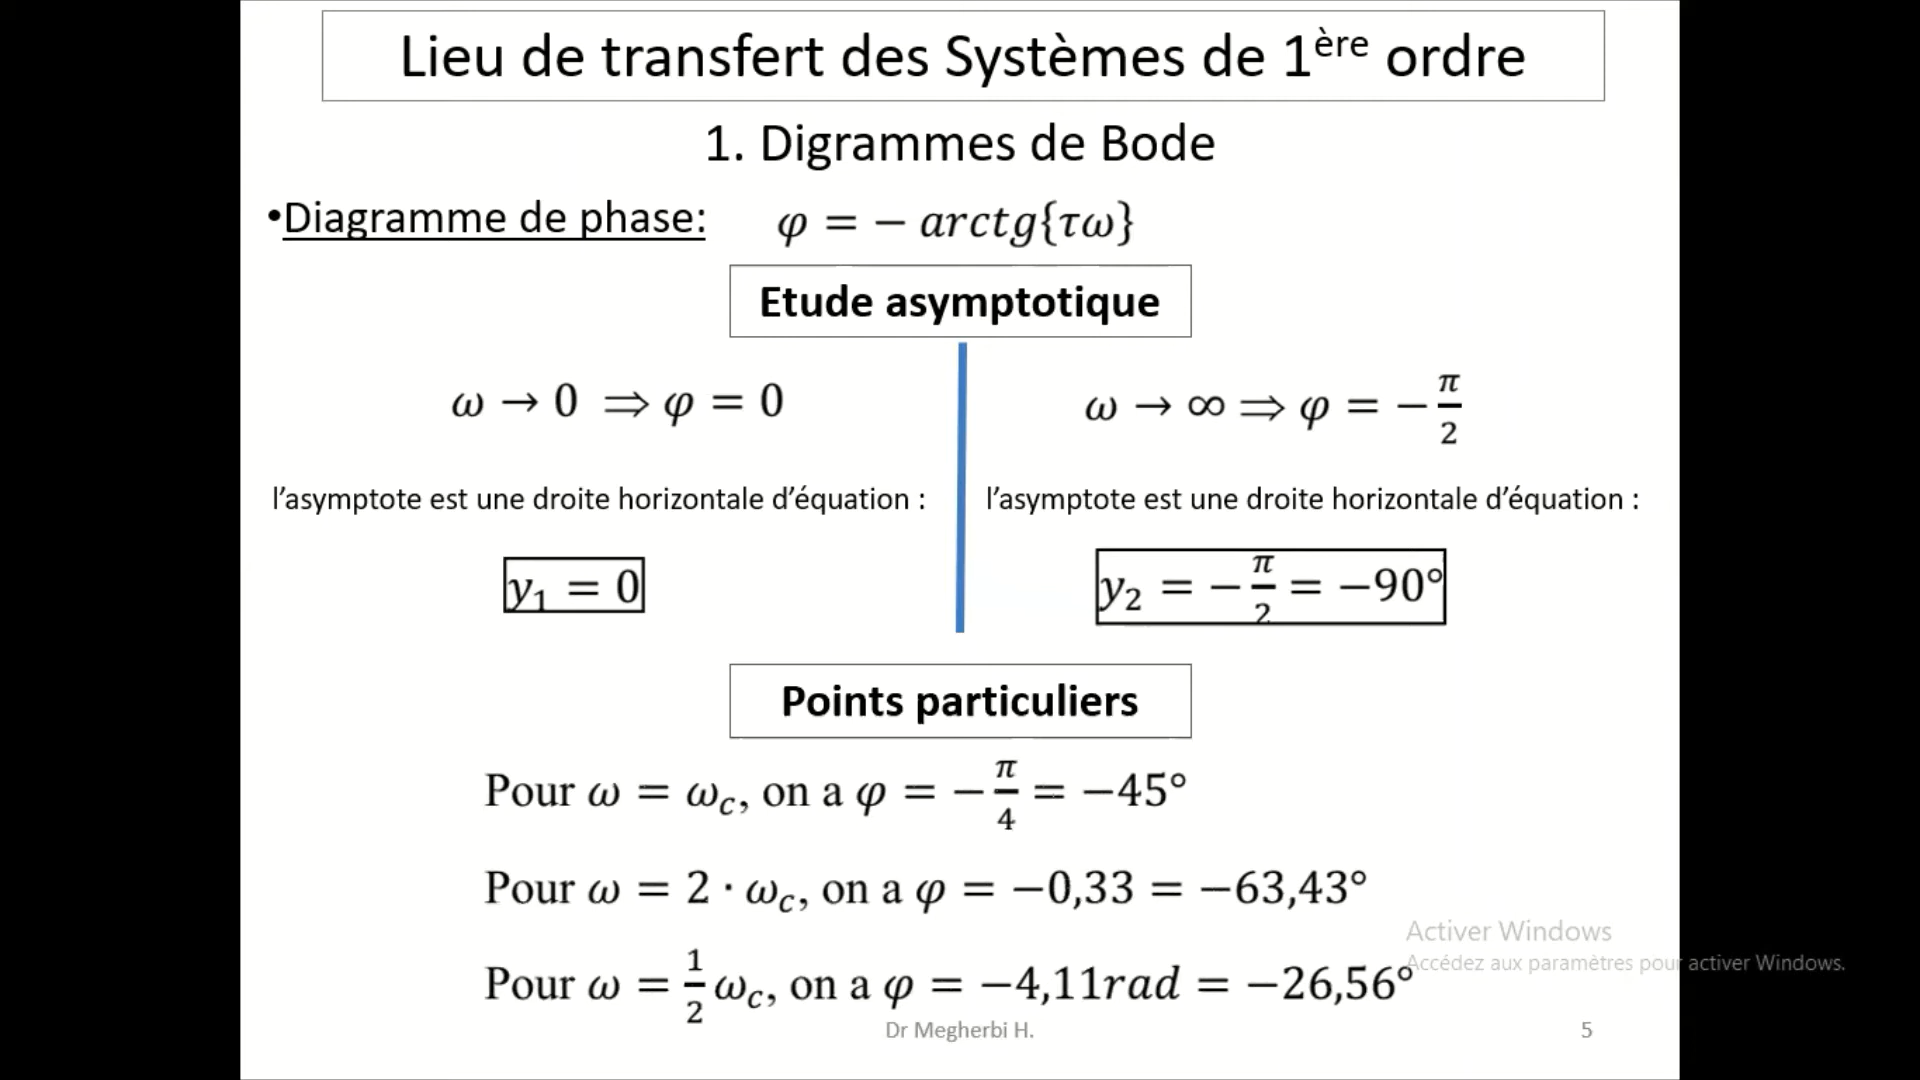 Lieu de transfert des Systèmes de 1ère ordre
1. Digrammes de Bode
•Diagramme de phase: φ = − arctg{τω}
Etude asymptotique
ω → 0 ⟹ φ = 0
ω → ∞ ⟹ φ = −π/2
l’asymptote est une droite horizontale d’équation :
l’asymptote est une droite horizontale d’équation :
y₁ = 0
y₂ = −π/2 = −90°
Points particuliers
Pour ω = ω_c, on a φ = −π/4 = −45°
Pour ω = 2 · ω_c, on a φ = −0,33 = −63,43°
Pour ω = 1/2 ω_c, on a φ = −4,11rad = −26,56°
Activer Windows
Accédez aux paramètres pour activer Windows.
Dr Megherbi H.
5